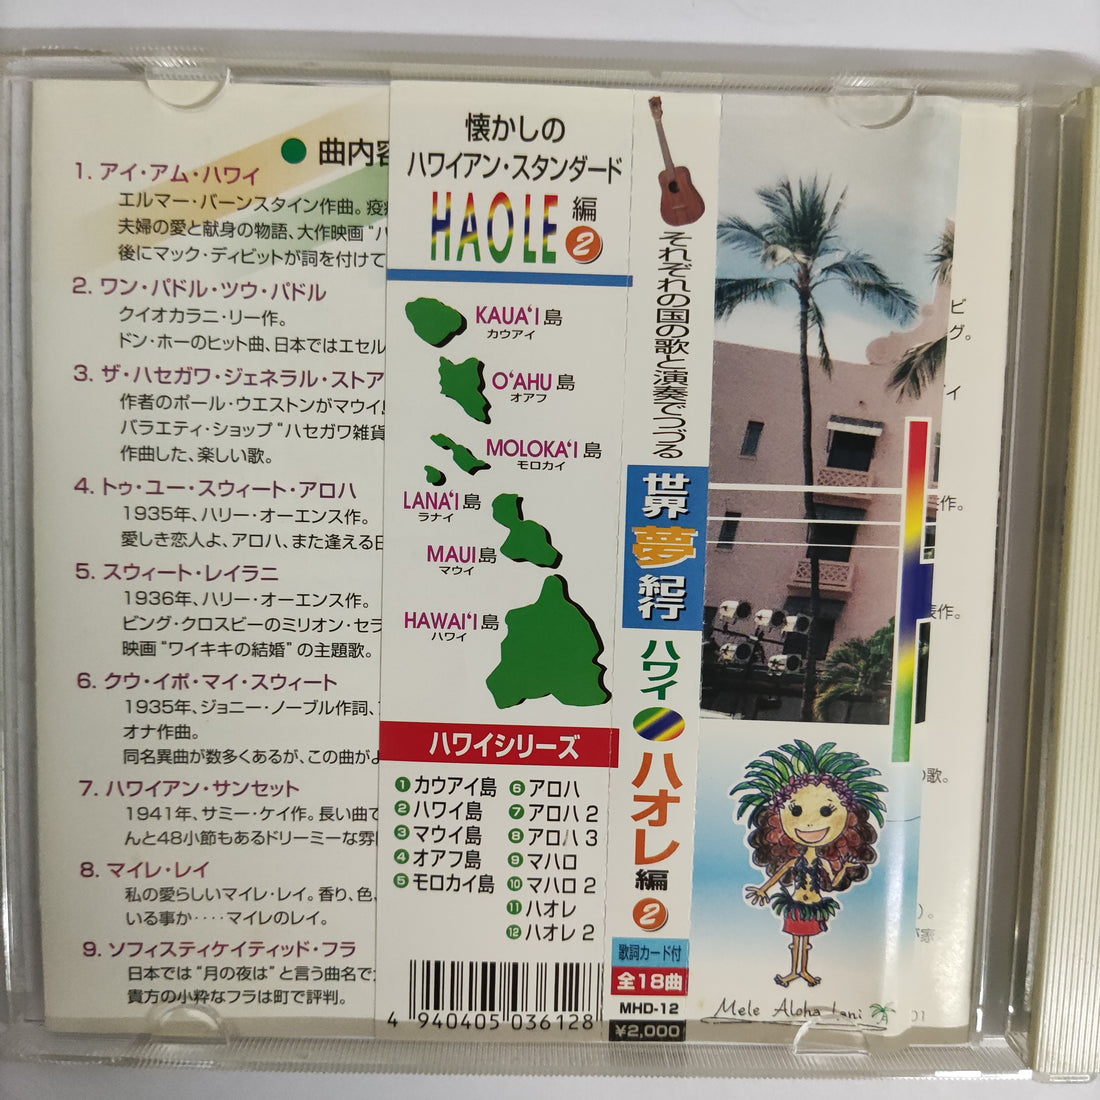 ● 曲内容
1. アイ・アム・ハワイ
エルマー・バーンスタイン作曲。疫
夫婦の愛と献身の物語、大作映画“ハ
後にマック・ディビットが詞を付けて
2. ワン・パドル・ツウ・パドル
クイオカラニ・リー作。
ドン・ホーのヒット曲、日本ではエセル
3. ザ・ハセガワ・ジェネラル・ストア
作者のポール・ウエストンがマウイ
バラエティ・ショップ“ハセガワ雑貨
作曲した、楽しい歌。
4. トゥ・ユー・スウィート・アロハ
1935年、ハリー・オーエンス作。
愛しき恋人よ、アロハ、また逢える日
5. スウィート・レイラニ
1936年、ハリー・オーエンス作。
ビング・クロスビーのミリオン・セラ
映画“ワイキキの結婚”の主題歌。
6. クウ・イポ・マイ・スウィート
1935年、ジョニー・ノーブル作詞、
オナ作曲。
同名異曲が数多くあるが、この曲が
7. ハワイアン・サンセット
1941年、サミー・ケイ作。長い曲で
んと48小節もあるドリーミーな雰
8. マイレ・レイ
私の愛らしいマイレ・レイ。香り、色、
いる事か‥‥マイレのレイ。
9. ソフィスティケイティッド・フラ
日本では“月の夜は”と言う曲名で
貴方の小粋なフラは町で評判。
懐かしの
ハワイアン・スタンダード
HAOLE 編 2
KAUA‘I 島
カウアイ
O‘AHU 島
オアフ
MOLOKA‘I 島
モロカイ
LANA‘I 島
ラナイ
MAUI 島
マウイ
HAWAI‘I 島
ハワイ
ハワイシリーズ
1 カウアイ島
2 ハワイ島
3 マウイ島
4 オアフ島
5 モロカイ島
6 アロハ
7 アロハ 2
8 アロハ 3
9 マハロ
10 マハロ 2
11 ハオレ
12 ハオレ 2
4 940405 036128
それぞれの国の歌と演奏でつづる
世界夢紀行
ハワイ
ハオレ編 2
歌詞カード付
全18曲
MHD-12
¥2,000
Mele Aloha Lani
ビ
グ。
イ
作。
作。
の歌。
)。
家
01